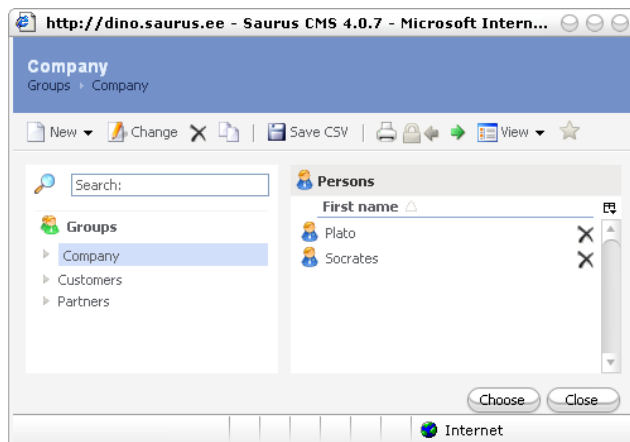 http://dino.saurus.ee - Saurus CMS 4.0.7 - Microsoft Intern...
Company
Groups Company
New Change Save CSV View
Search:
Groups
Company
Customers
Partners
Persons
First name
Plato
Socrates
Choose Close
Internet